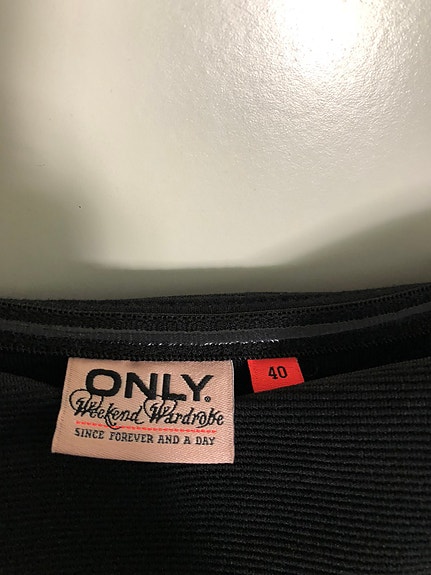 ONLY®
Weekend Wardrobe
SINCE FOREVER AND A DAY
40